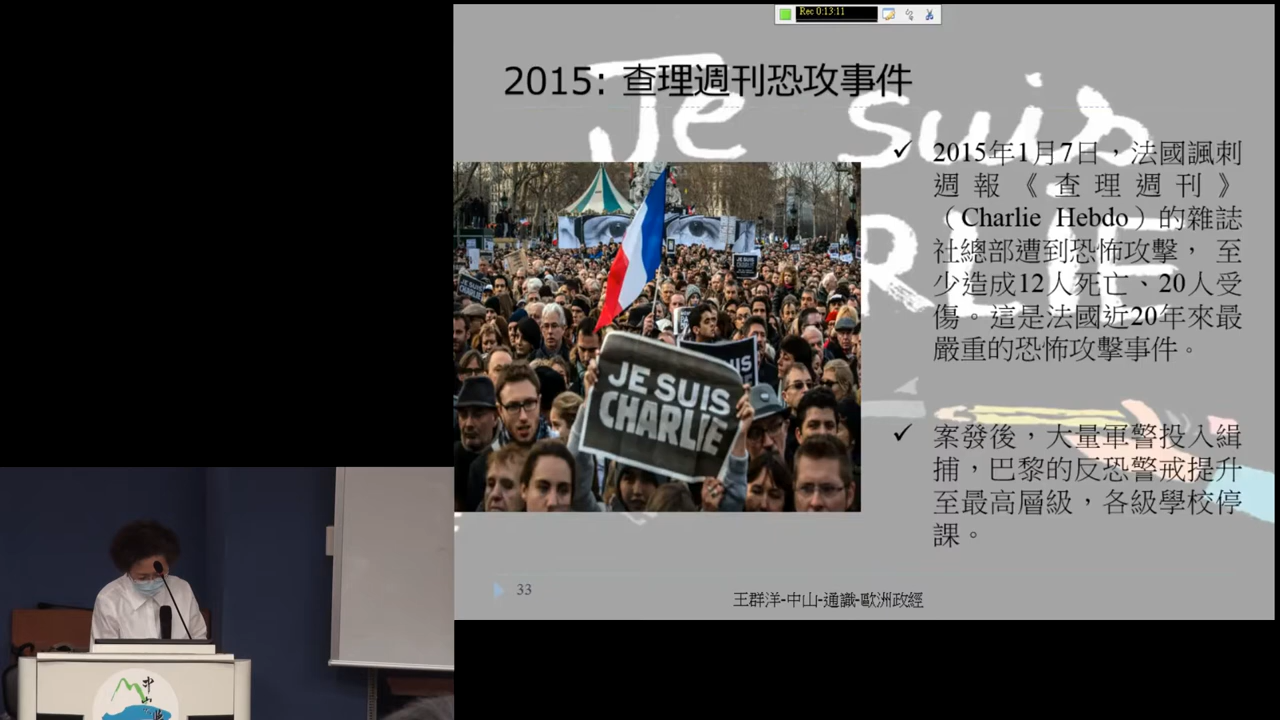 Rec 0:13:11
Je suis
2015: 查理週刊恐攻事件
✓ 2015年1月7日，法國諷刺
週報《查理週刊》
（Charlie Hebdo）的雜誌
社總部遭到恐怖攻擊， 至
少造成12人死亡、20人受
傷。這是法國近20年來最
嚴重的恐怖攻擊事件。
✓ 案發後，大量軍警投入緝
捕，巴黎的反恐警戒提升
至最高層級，各級學校停
課。
RLIE
JE SUIS
CHARLIE
33
王群洋-中山-通識-歐洲政經
中山